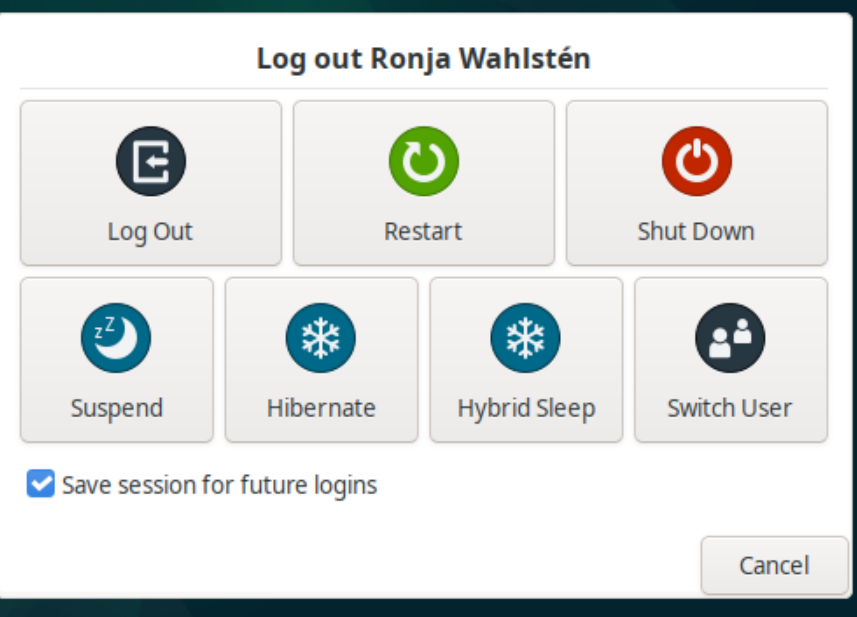 Log out Ronja Wahlstén
Log Out
Restart
Shut Down
zZ
Suspend
Hibernate
Hybrid Sleep
Switch User
Save session for future logins
Cancel